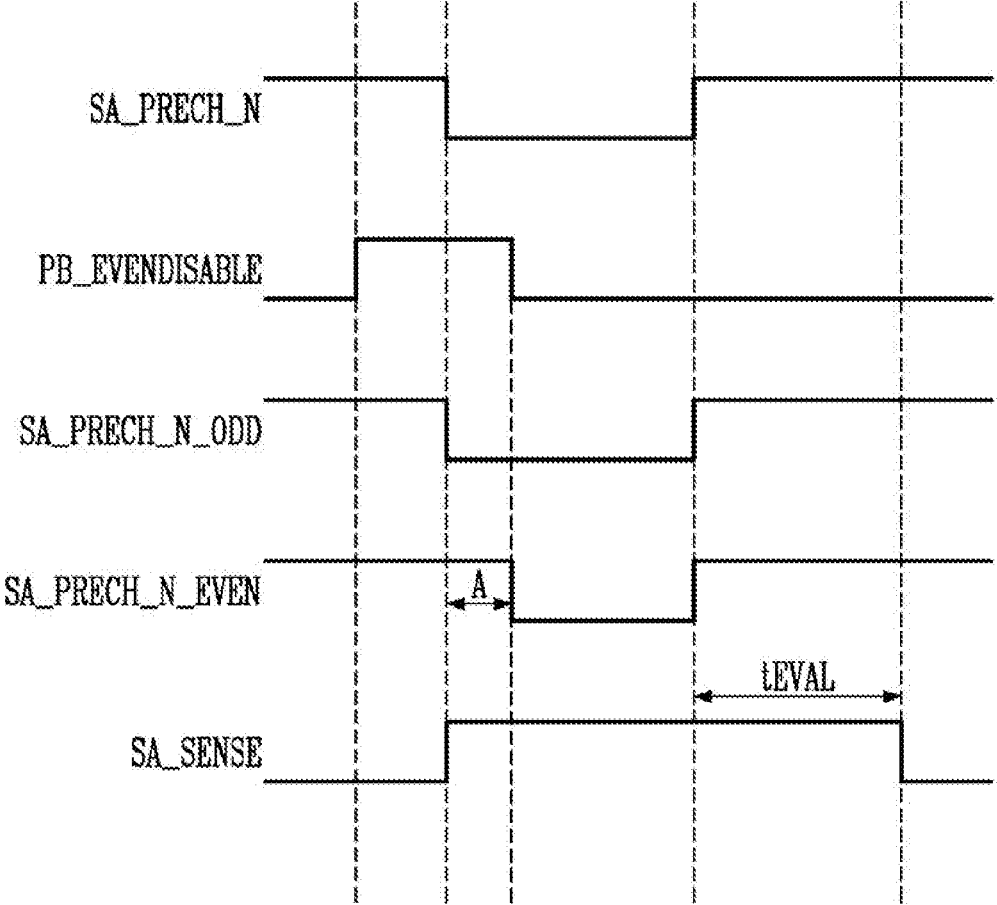 SA_PRECH_N
PB_EVENDISABLE
SA_PRECH_N_ODD
SA_PRECH_N_EVEN
A
tEVAL
SA_SENSE